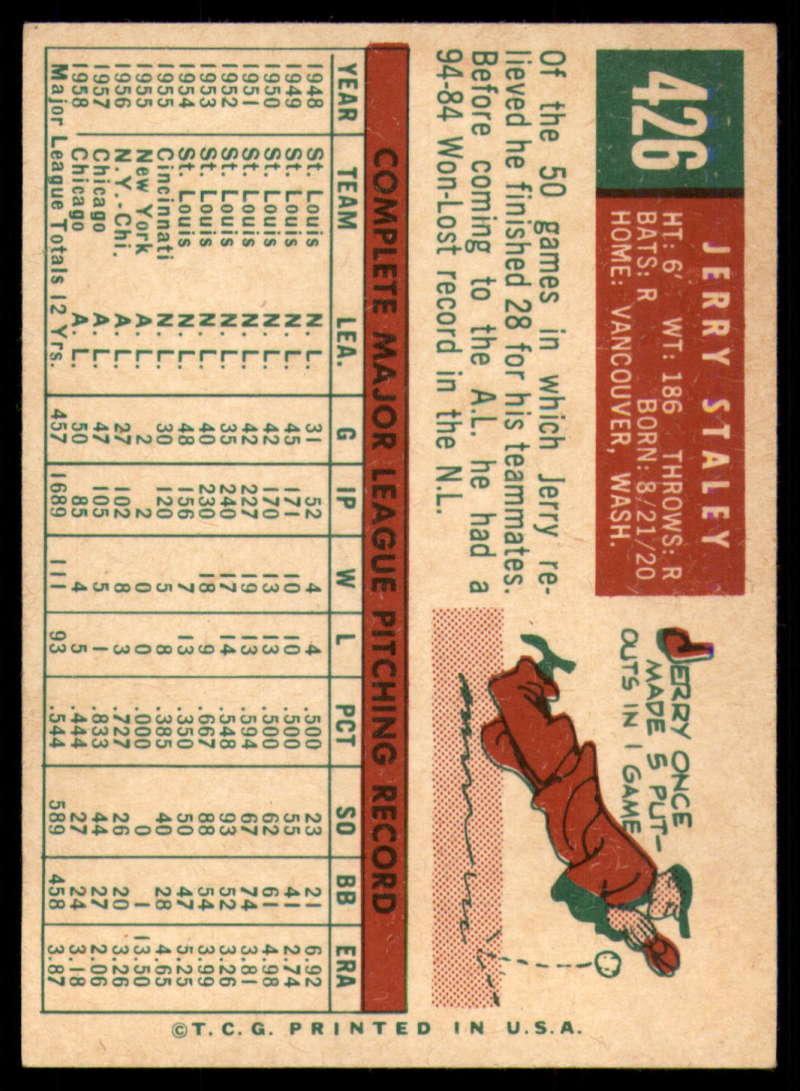 426
JERRY STALEY
HT: 6' WT: 186 THROWS: R
BATS: R BORN: 8/21/20
HOME: VANCOUVER, WASH.
Of the 50 games in which Jerry re-
lieved he finished 28 for his teammates.
Before coming to the A.L. he had a
94-84 Won-Lost record in the N.L.
JERRY ONCE
MADE 5 PUT-
OUTS IN 1 GAME
COMPLETE MAJOR LEAGUE PITCHING RECORD
YEAR TEAM LEA. G IP W L PCT SO BB ERA
1948 St. Louis N. L. 31 52 4 4 .500 23 21 6.92
1949 St. Louis N. L. 45 171 10 10 .500 55 41 2.74
1950 St. Louis N. L. 42 170 13 13 .500 62 61 4.98
1951 St. Louis N. L. 42 227 19 13 .594 67 74 3.81
1952 St. Louis N. L. 35 240 17 14 .548 93 52 3.26
1953 St. Louis N. L. 40 230 18 9 .667 88 54 3.99
1954 St. Louis N. L. 48 156 7 13 .350 50 47 5.25
1955 Cincinnati N. L. 30 120 5 8 .385 40 28 4.65
1955 New York A. L. 2 2 0 0 .000 0 1 13.50
1956 N.Y.-Chi. A. L. 27 102 8 3 .727 26 20 3.26
1957 Chicago A. L. 47 105 5 1 .833 44 27 2.06
1958 Chicago A. L. 50 85 4 5 .444 27 24 3.18
Major League Totals 12 Yrs. 457 1689 111 93 .544 589 458 3.87
©T.C.G. PRINTED IN U.S.A.